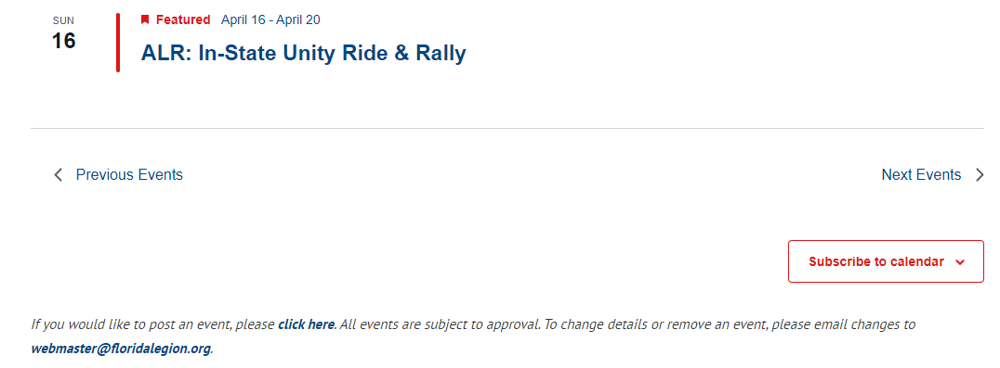 SUN
16
Featured April 16 - April 20
ALR: In-State Unity Ride & Rally
Previous Events
Next Events
Subscribe to calendar
If you would like to post an event, please click here. All events are subject to approval. To change details or remove an event, please email changes to
webmaster@floridalegion.org.